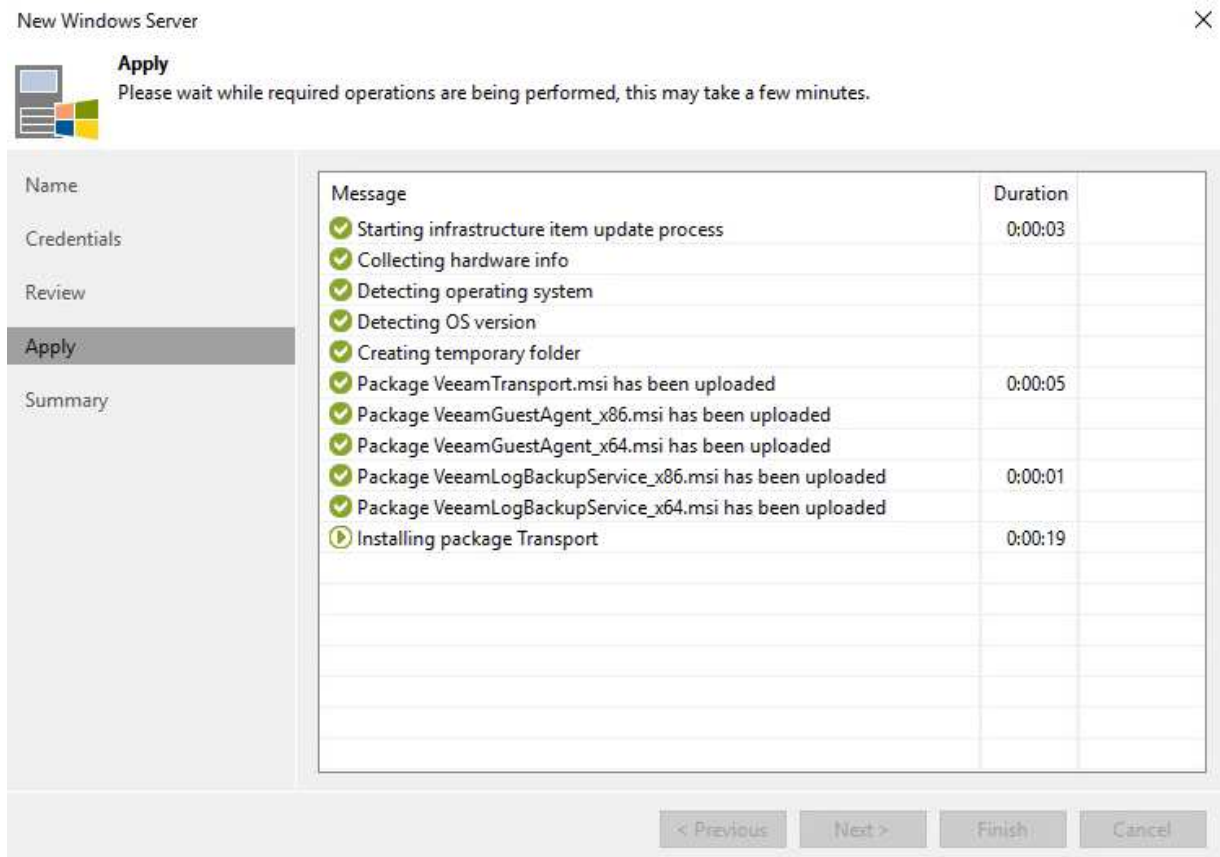 New Windows Server
Apply
Please wait while required operations are being performed, this may take a few minutes.
Name
Credentials
Review
Apply
Summary
Message Duration
Starting infrastructure item update process 0:00:03
Collecting hardware info
Detecting operating system
Detecting OS version
Creating temporary folder
Package VeeamTransport.msi has been uploaded 0:00:05
Package VeeamGuestAgent_x86.msi has been uploaded
Package VeeamGuestAgent_x64.msi has been uploaded
Package VeeamLogBackupService_x86.msi has been uploaded 0:00:01
Package VeeamLogBackupService_x64.msi has been uploaded
Installing package Transport 0:00:19
< Previous Next > Finish Cancel